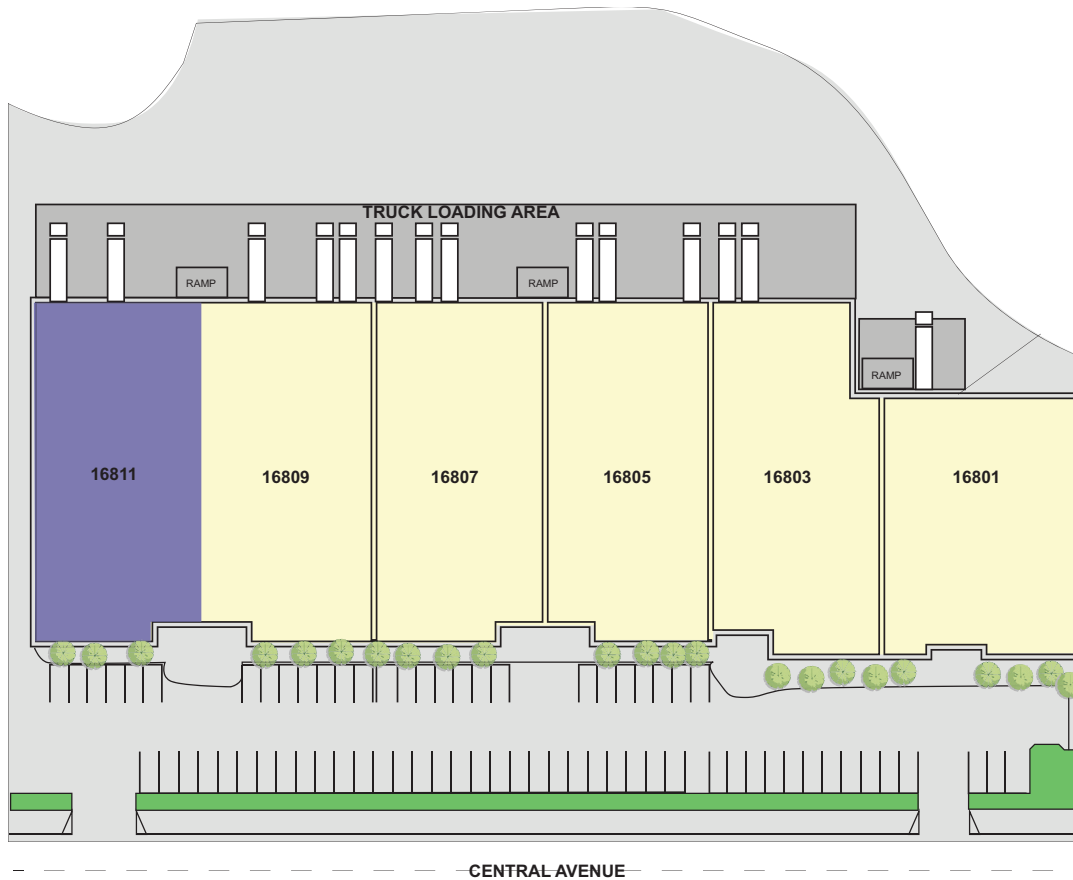 TRUCK LOADING AREA
RAMP
RAMP
RAMP
16811
16809
16807
16805
16803
16801
CENTRAL AVENUE